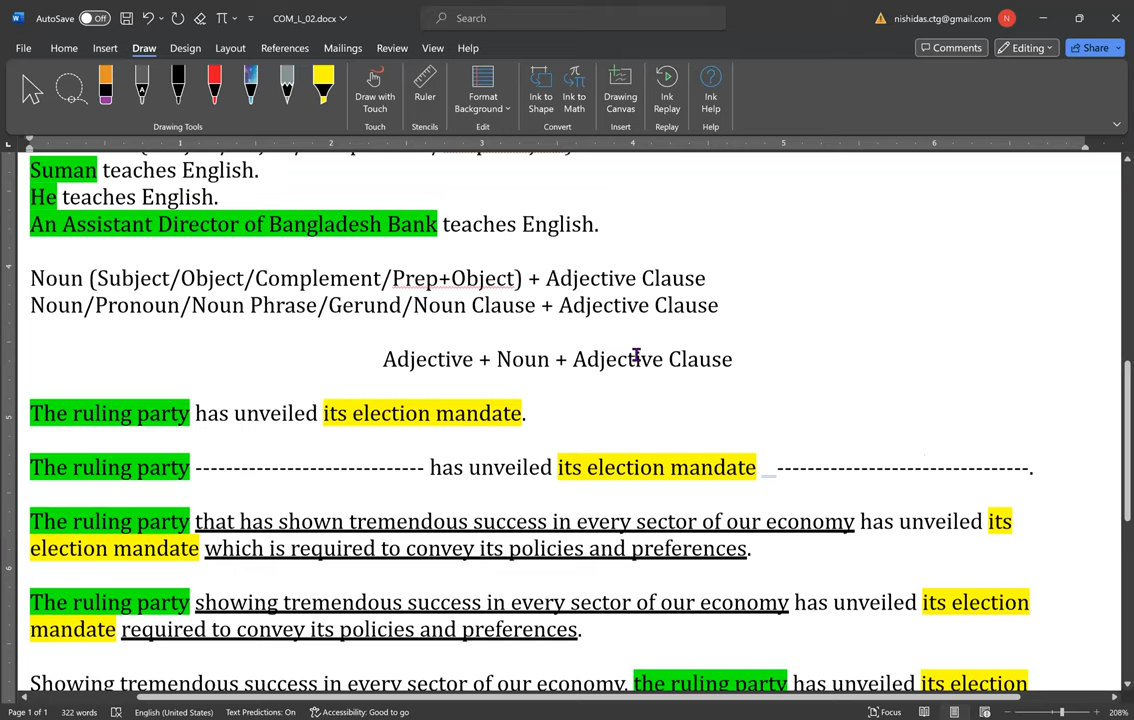 AutoSave Off COM_L_02.docx Search nishidas.ctg@gmail.com N
File Home Insert Draw Design Layout References Mailings Review View Help Comments Editing Share
Draw with Touch Ruler Format Background Ink to Shape Ink to Math Drawing Canvas Ink Replay Ink Help
Drawing Tools Touch Stencils Edit Convert Insert Replay Help
Suman teaches English.
He teaches English.
An Assistant Director of Bangladesh Bank teaches English.
Noun (Subject/Object/Complement/Prep+Object) + Adjective Clause
Noun/Pronoun/Noun Phrase/Gerund/Noun Clause + Adjective Clause
Adjective + Noun + Adjective Clause
The ruling party has unveiled its election mandate.
The ruling party ------------------------------ has unveiled its election mandate ---------------------------------.
The ruling party that has shown tremendous success in every sector of our economy has unveiled its
election mandate which is required to convey its policies and preferences.
The ruling party showing tremendous success in every sector of our economy has unveiled its election
mandate required to convey its policies and preferences.
Showing tremendous success in every sector of our economy, the ruling party has unveiled its election
Page 1 of 1 322 words English (United States) Text Predictions: On Accessibility: Good to go Focus 208%